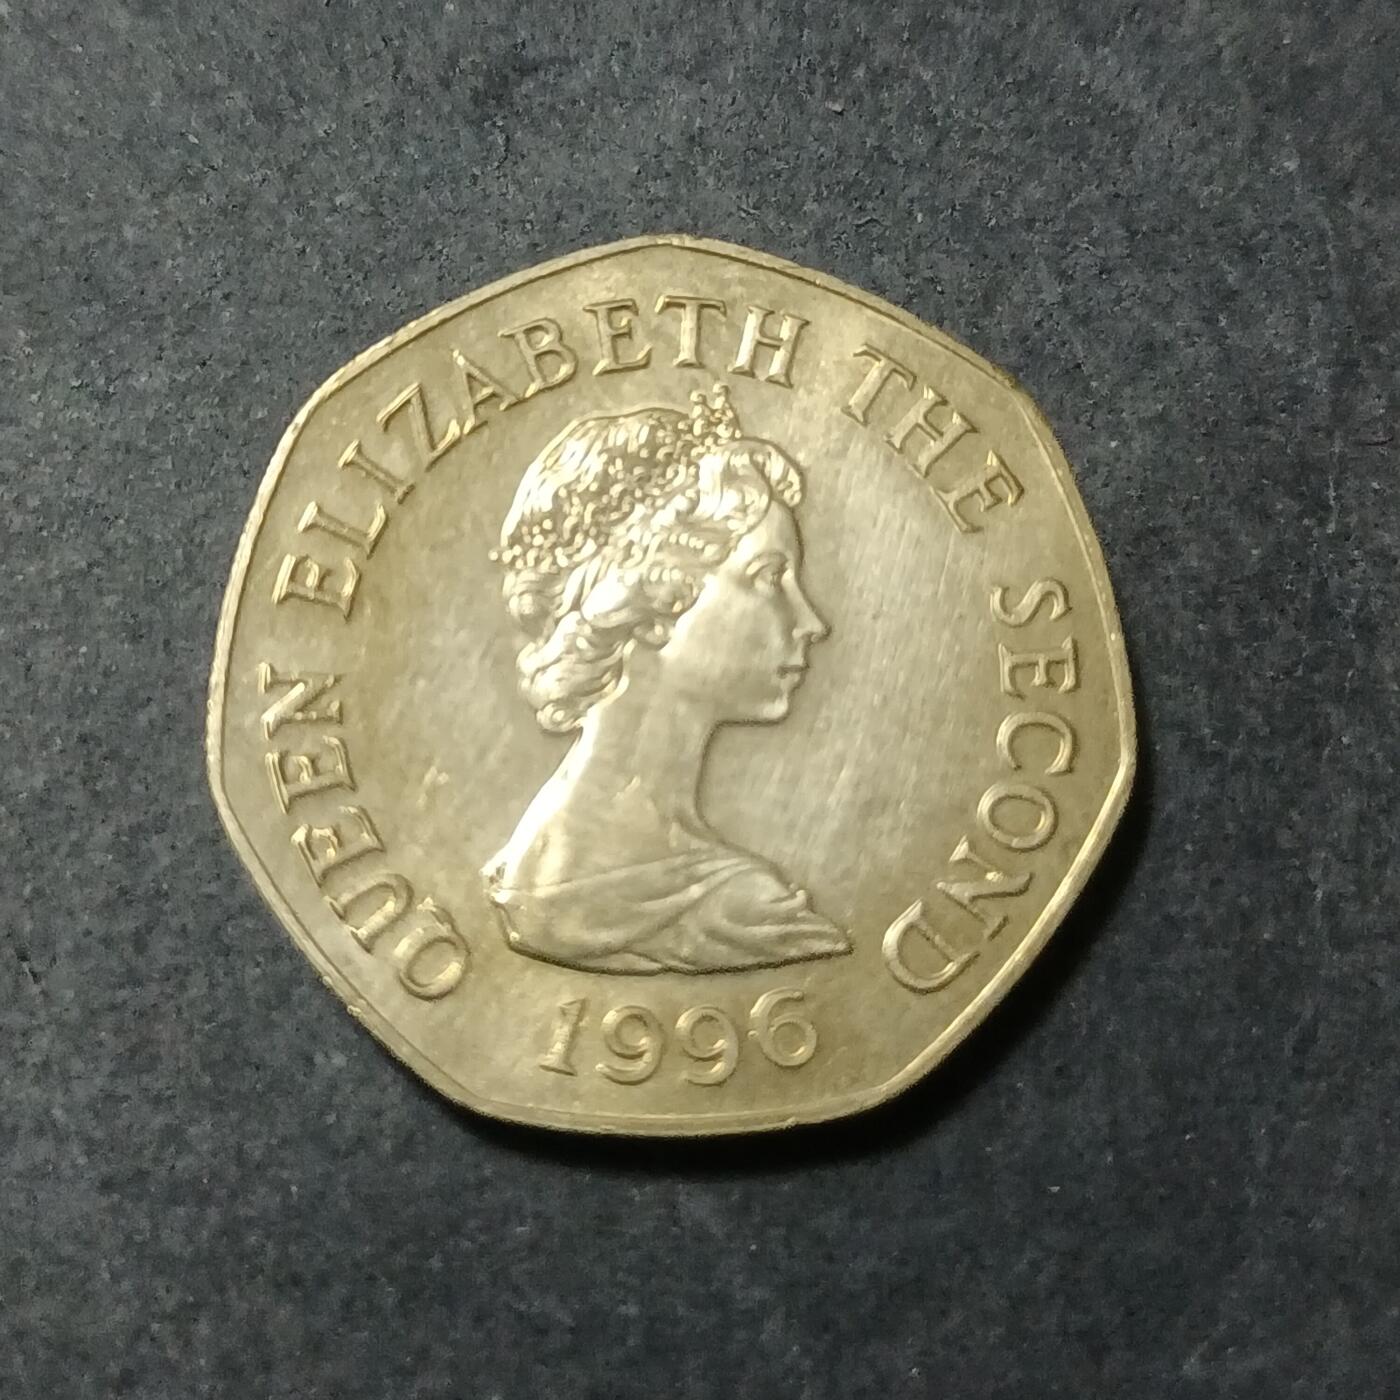 QUEEN ELIZABETH THE SECOND
1996